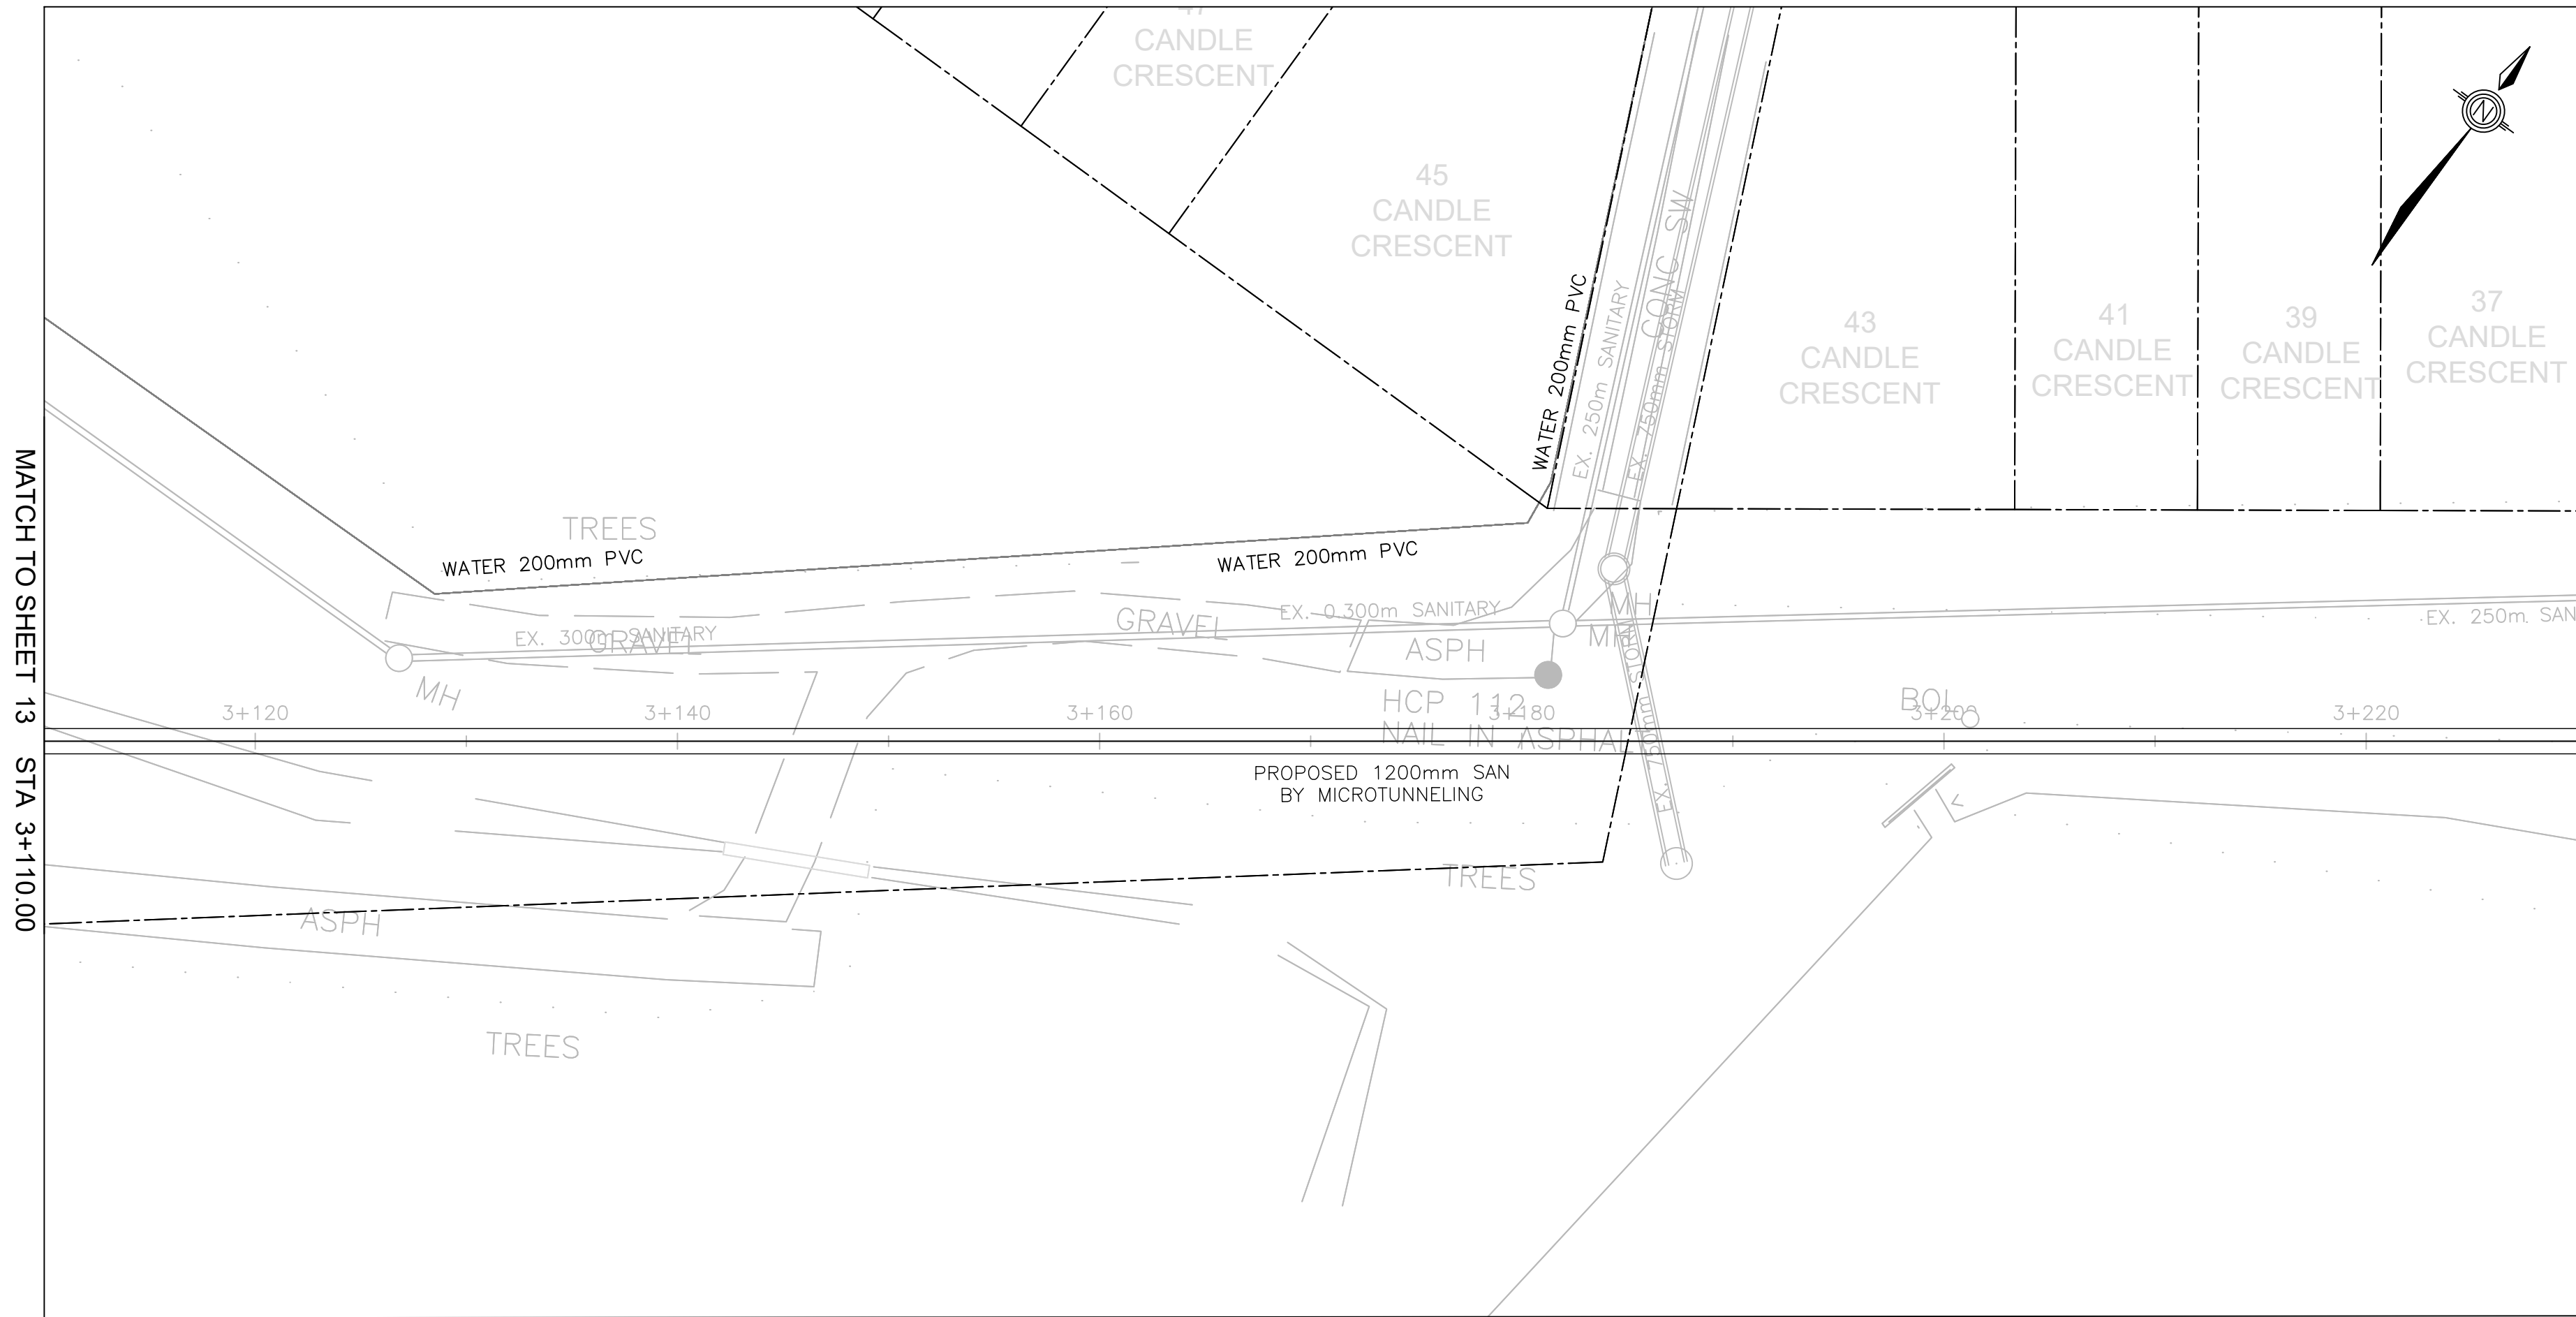 CANDLE
CRESCENT
45
CANDLE
CRESCENT
N
CONC SW
WATER 200mm PVC
EX. 250m SANITARY
EX. 750mm STORM
43
CANDLE
CRESCENT
41
CANDLE
CRESCENT
39
CANDLE
CRESCENT
37
CANDLE
CRESCENT
TREES
WATER 200mm PVC
WATER 200mm PVC
GRAVEL
EX. 0.300m SANITARY
EX. 300m SANITARY
GRAVEL
ASPH
MH
MH
EX. 250m. SAN
MH
HCP 112
NAIL IN ASPHAL
EX. 750mm STORM
BOL
3+120
3+140
3+160
3+180
3+200
3+220
PROPOSED 1200mm SAN
BY MICROTUNNELING
TREES
ASPH
TREES
MATCH TO SHEET 13 STA 3+110.00